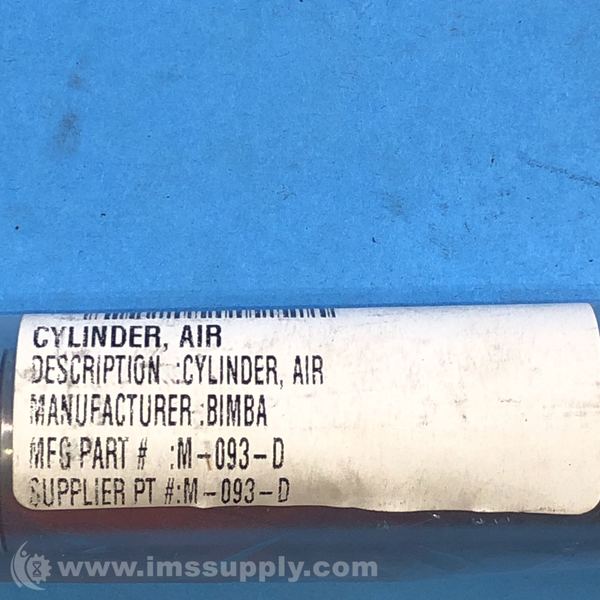 CYLINDER, AIR
DESCRIPTION :CYLINDER, AIR
MANUFACTURER :BIMBA
MFG PART # :M-093-D
SUPPLIER PT #:M-093-D
www.imssupply.com